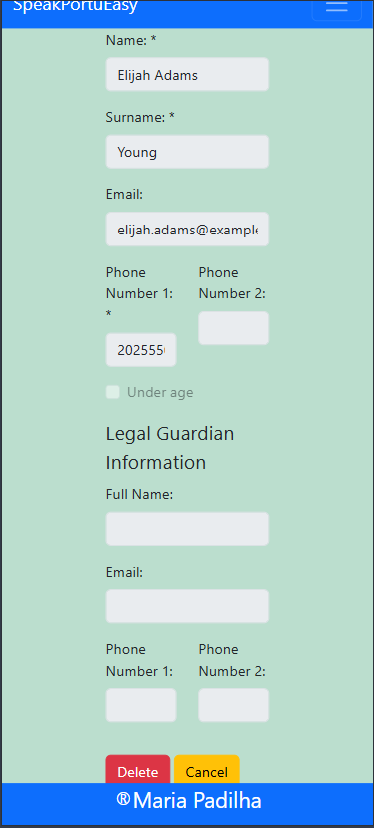 SpeakPortuEasy
Name: *
Elijah Adams
Surname: *
Young
Email:
elijah.adams@example
Phone
Number 1:
*
Phone
Number 2:
202555
Under age
Legal Guardian
Information
Full Name:
Email:
Phone
Number 1:
Phone
Number 2:
Delete
Cancel
®Maria Padilha